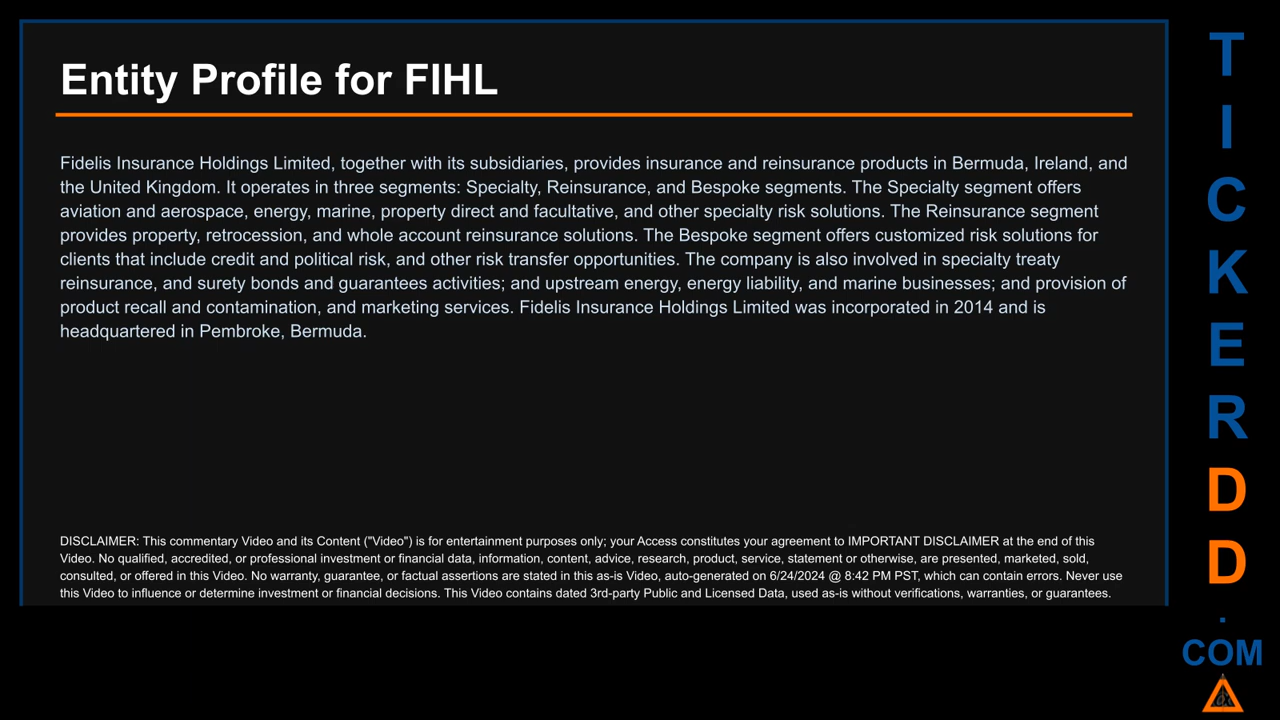 Entity Profile for FIHL
Fidelis Insurance Holdings Limited, together with its subsidiaries, provides insurance and reinsurance products in Bermuda, Ireland, and
the United Kingdom. It operates in three segments: Specialty, Reinsurance, and Bespoke segments. The Specialty segment offers
aviation and aerospace, energy, marine, property direct and facultative, and other specialty risk solutions. The Reinsurance segment
provides property, retrocession, and whole account reinsurance solutions. The Bespoke segment offers customized risk solutions for
clients that include credit and political risk, and other risk transfer opportunities. The company is also involved in specialty treaty
reinsurance, and surety bonds and guarantees activities; and upstream energy, energy liability, and marine businesses; and provision of
product recall and contamination, and marketing services. Fidelis Insurance Holdings Limited was incorporated in 2014 and is
headquartered in Pembroke, Bermuda.
DISCLAIMER: This commentary Video and its Content ("Video") is for entertainment purposes only; your Access constitutes your agreement to IMPORTANT DISCLAIMER at the end of this
Video. No qualified, accredited, or professional investment or financial data, information, content, advice, research, product, service, statement or otherwise, are presented, marketed, sold,
consulted, or offered in this Video. No warranty, guarantee, or factual assertions are stated in this as-is Video, auto-generated on 6/24/2024 @ 8:42 PM PST, which can contain errors. Never use
this Video to influence or determine investment or financial decisions. This Video contains dated 3rd-party Public and Licensed Data, used as-is without verifications, warranties, or guarantees.
T
I
C
K
E
R
D
D
.
COM